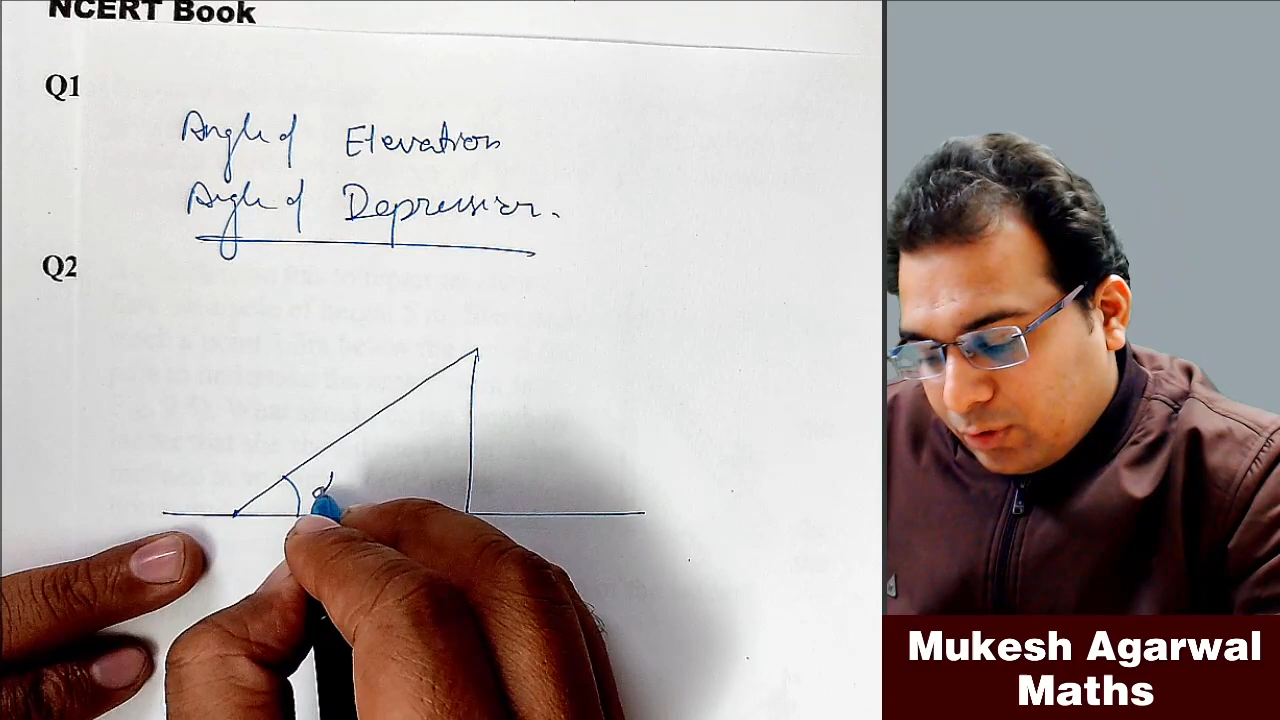 NCERT Book
Q1
Angle of Elevation
Angle of Depression.
Q2
α
Mukesh Agarwal
Maths